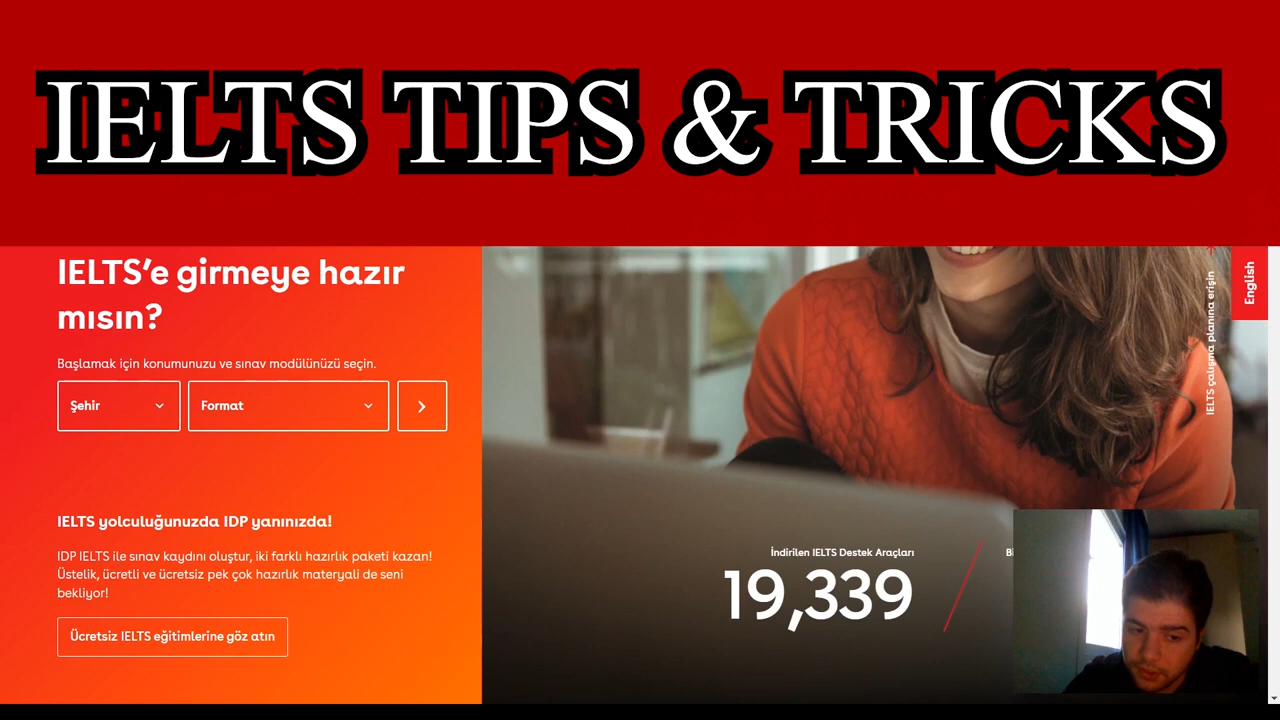 IELTS TIPS & TRICKS
IELTS’e girmeye hazır
mısın?
Başlamak için konumunuzu ve sınav modülünüzü seçin.
Şehir
Format
IELTS yolculuğunuzda IDP yanınızda!
IDP IELTS ile sınav kaydını oluştur, iki farklı hazırlık paketi kazan!
Üstelik, ücretli ve ücretsiz pek çok hazırlık materyali de seni
bekliyor!
Ücretsiz IELTS eğitimlerine göz atın
İndirilen IELTS Destek Araçları
19,339
Bi
IELTS çalışma planına erişin
English